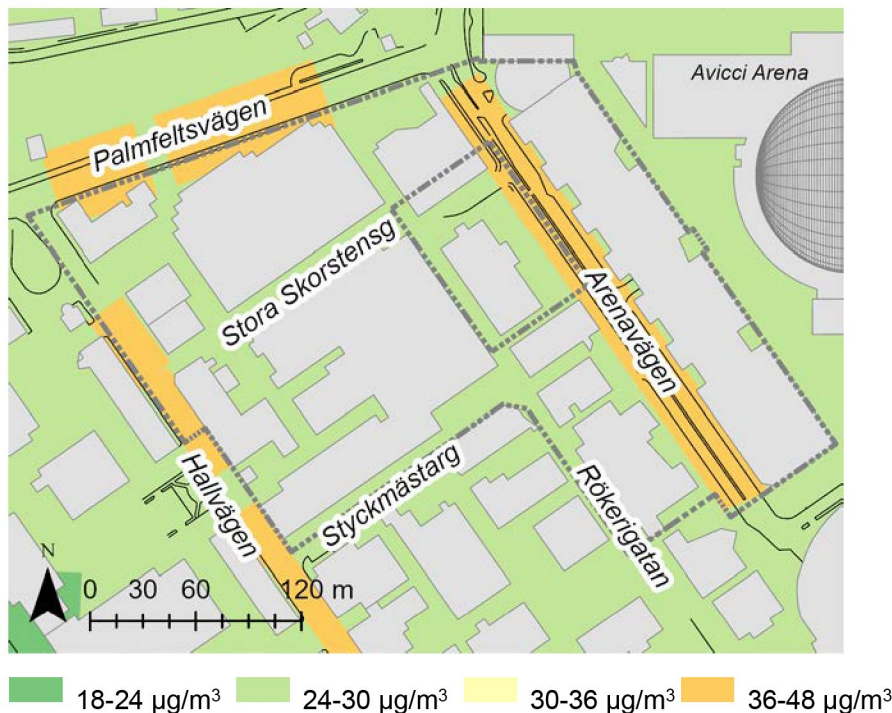 Avicci Arena
Palmfeltsvägen
Stora Skorstensg
Arenavägen
Hallvägen
Styckmästarg
Rökerigatan
N
0 30 60 120 m
18-24 µg/m³ 24-30 µg/m³ 30-36 µg/m³ 36-48 µg/m³